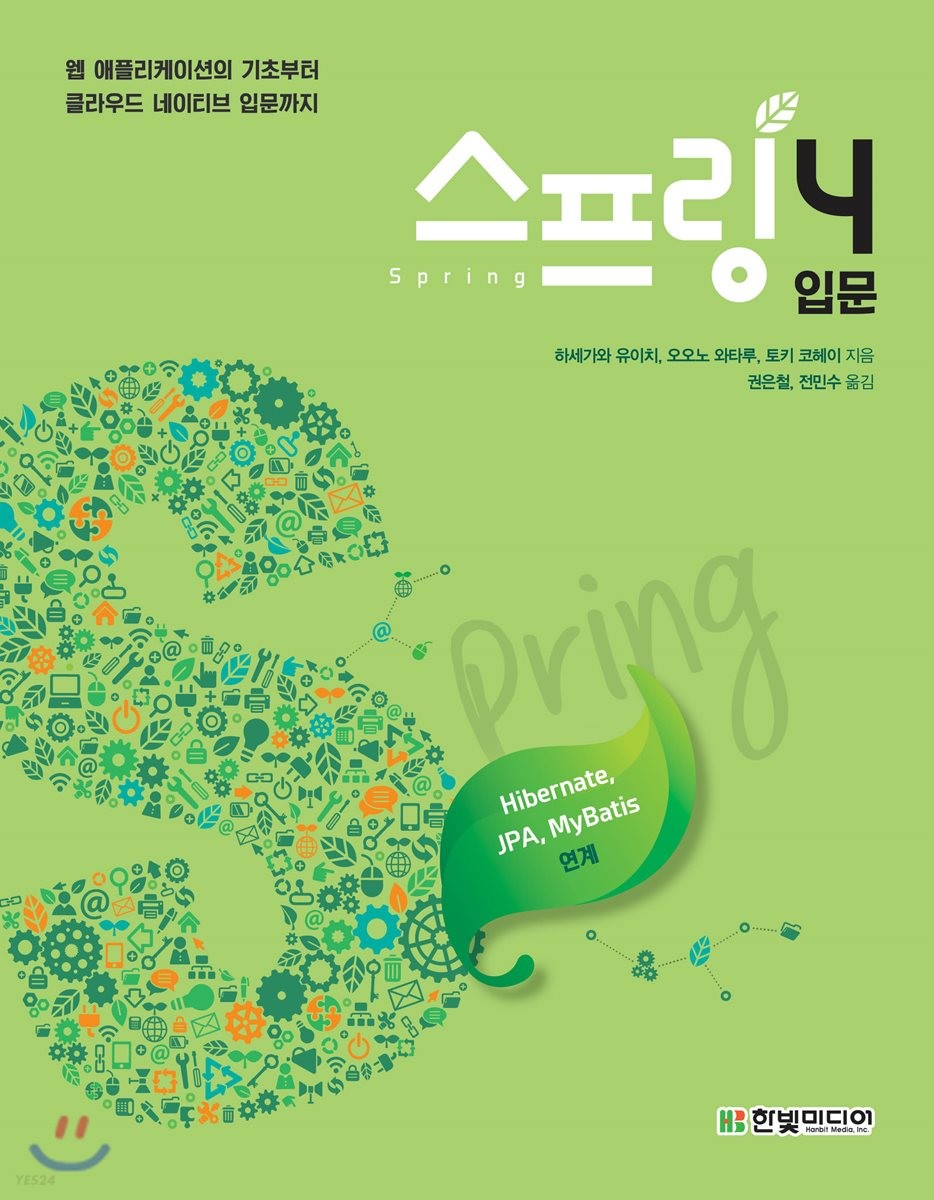 웹 애플리케이션의 기초부터
클라우드 네이티브 입문까지
스프링4
Spring
입문
하세가와 유이치, 오오노 와타루, 토키 코헤이 지음
권은철, 전민수 옮김
pring
Hibernate,
JPA, MyBatis
연계
한빛미디어
Hanbit Media, Inc.
YES24